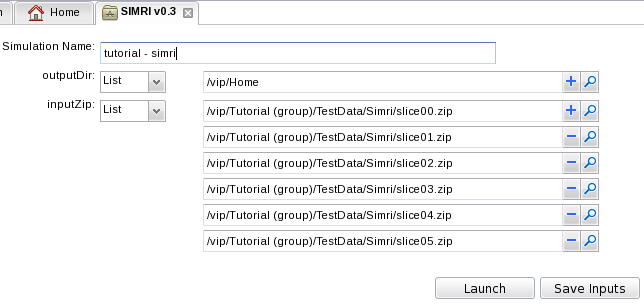 Home SIMRI v0.3
Simulation Name: tutorial - simri
outputDir: List /vip/Home
inputZip: List /vip/Tutorial (group)/TestData/Simri/slice00.zip
/vip/Tutorial (group)/TestData/Simri/slice01.zip
/vip/Tutorial (group)/TestData/Simri/slice02.zip
/vip/Tutorial (group)/TestData/Simri/slice03.zip
/vip/Tutorial (group)/TestData/Simri/slice04.zip
/vip/Tutorial (group)/TestData/Simri/slice05.zip
Launch Save Inputs